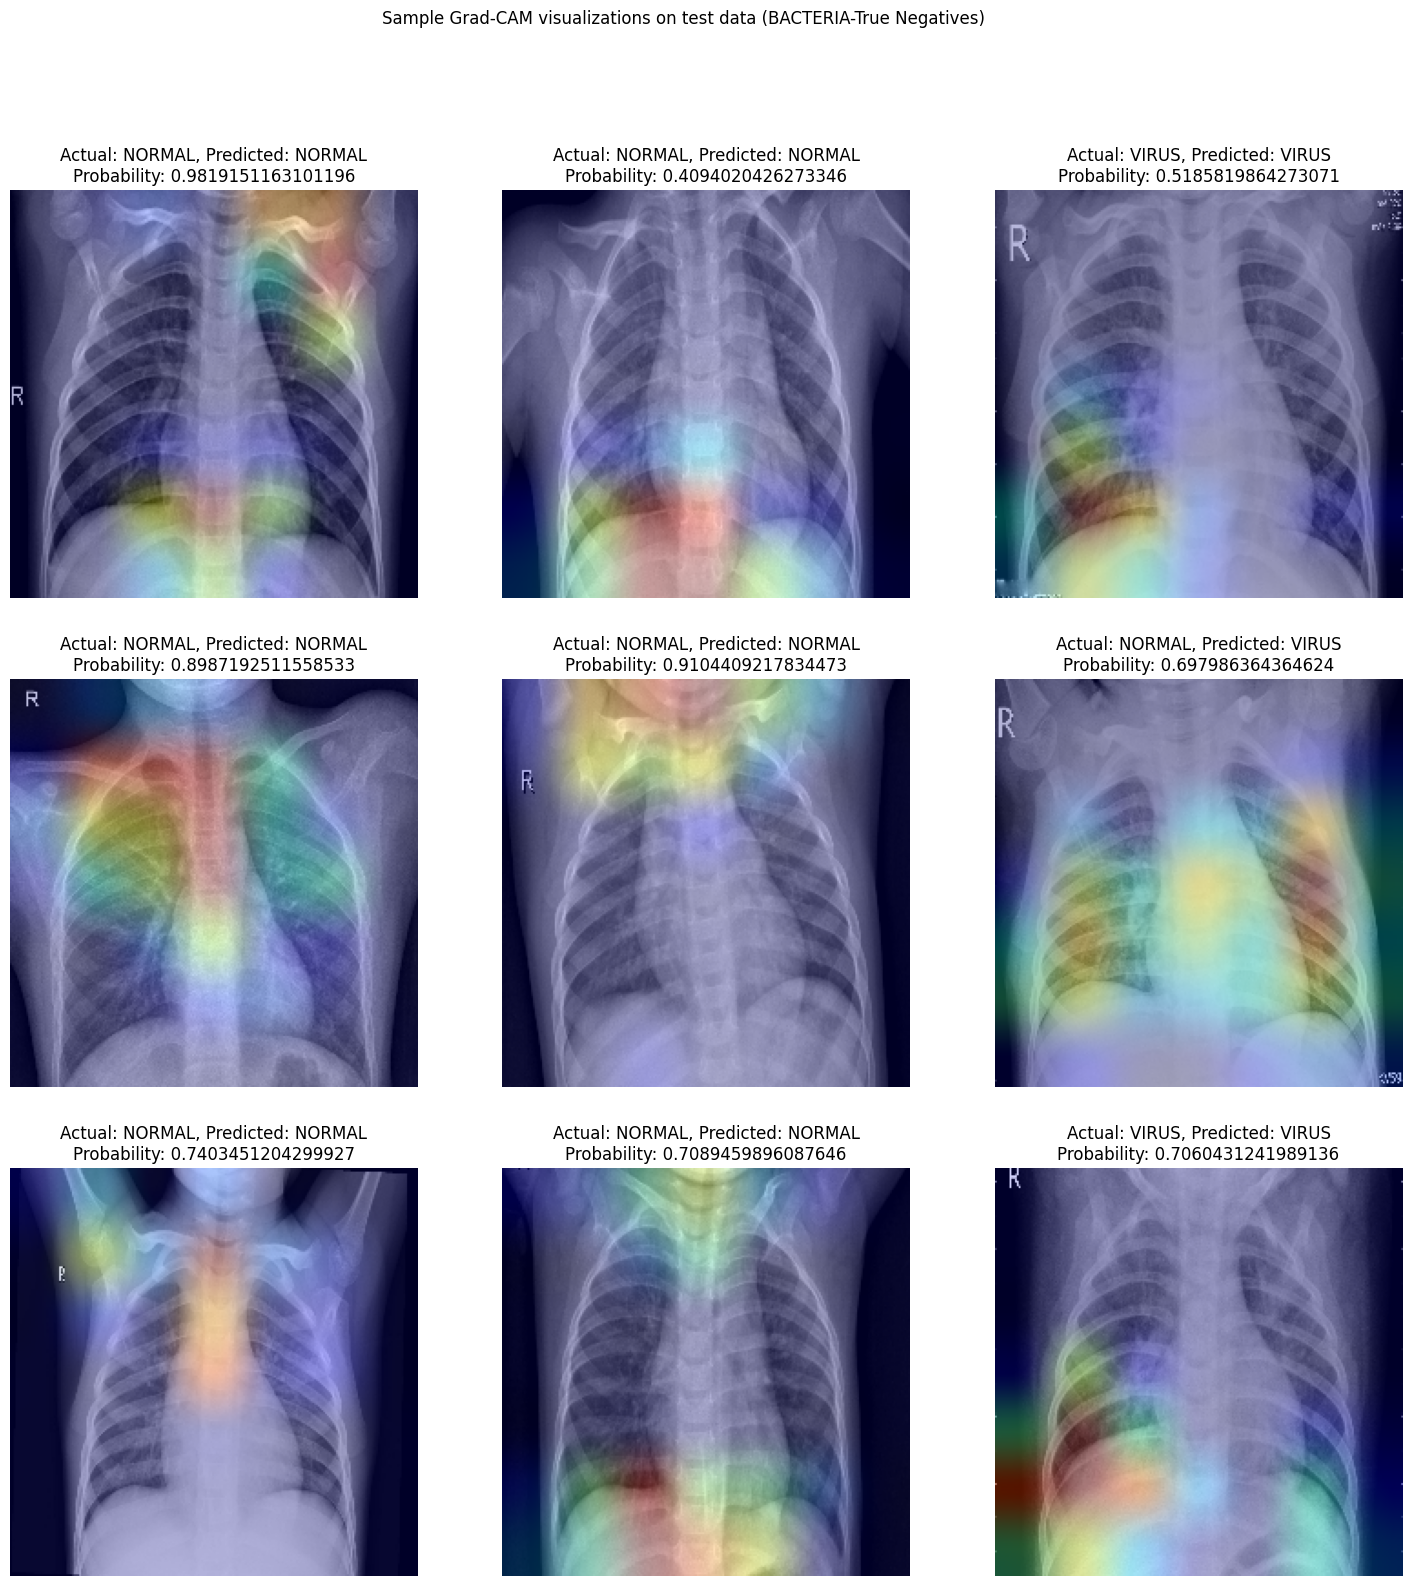 Sample Grad-CAM visualizations on test data (BACTERIA-True Negatives)
Actual: NORMAL, Predicted: NORMAL
Probability: 0.9819151163101196
Actual: NORMAL, Predicted: NORMAL
Probability: 0.4094020426273346
Actual: VIRUS, Predicted: VIRUS
Probability: 0.5185819864273071
R
R
Actual: NORMAL, Predicted: NORMAL
Probability: 0.8987192511558533
Actual: NORMAL, Predicted: NORMAL
Probability: 0.9104409217834473
Actual: NORMAL, Predicted: VIRUS
Probability: 0.697986364364624
R
R
R
Actual: NORMAL, Predicted: NORMAL
Probability: 0.7403451204299927
Actual: NORMAL, Predicted: NORMAL
Probability: 0.7089459896087646
Actual: VIRUS, Predicted: VIRUS
Probability: 0.7060431241989136
R
R